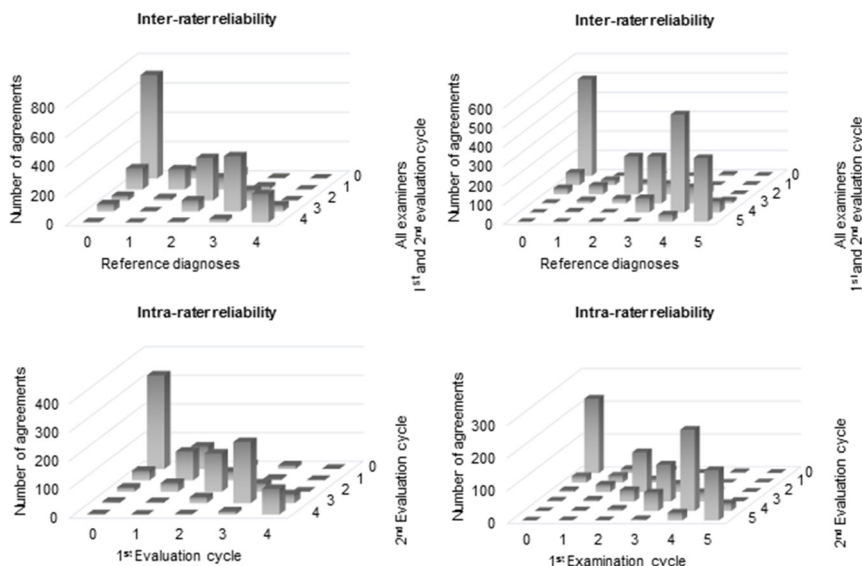 Inter-rater reliability
Number of agreements
800
600
400
200
0
0 1 2 3 4
Reference diagnoses
0
1
2
3
4
All examiners
Ist and 2nd evaluation cycle
Inter-rater reliability
Number of agreements
600
500
400
300
200
100
0
0 1 2 3 4 5
Reference diagnoses
0
1
2
3
4
5
All examiners
1st and 2nd evaluation cycle
Intra-rater reliability
Number of agreements
400
300
200
100
0
0 1 2 3 4
1st Evaluation cycle
0
1
2
3
4
2nd Evaluation cycle
Intra-rater reliability
Number of agreements
300
200
100
0
0 1 2 3 4 5
1st Examination cycle
0
1
2
3
4
5
2nd Evaluation cycle